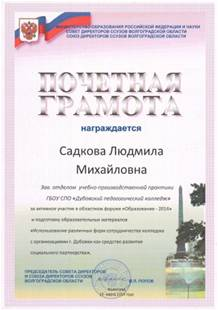 МИНИСТЕРСТВО ОБРАЗОВАНИЯ РОССИЙСКОЙ ФЕДЕРАЦИИ И НАУКИ
СОВЕТ ДИРЕКТОРОВ ССУЗОВ ВОЛГОГРАДСКОЙ ОБЛАСТИ
СОЮЗ ДИРЕКТОРОВ ССУЗОВ ВОЛГОГРАДСКОЙ ОБЛАСТИ
ПОЧЕТНАЯ
ГРАМОТА
награждается
Садкова Людмила
Михайловна
Зав. отделом учебно-производственной практики
ГБОУ СПО «Дубовский педагогический колледж»
за активное участие в областном форуме «Образование - 2014»
и подготовку образовательных материалов
«Использование различных форм сотрудничества колледжа
с организациями г. Дубовки как средство развития
социального партнерства».
ПРЕДСЕДАТЕЛЬ СОВЕТА ДИРЕКТОРОВ
И СОЮЗА ДИРЕКТОРОВ
ССУЗОВ ВОЛГОГРАДСКОЙ ОБЛАСТИ
ПОПОВ